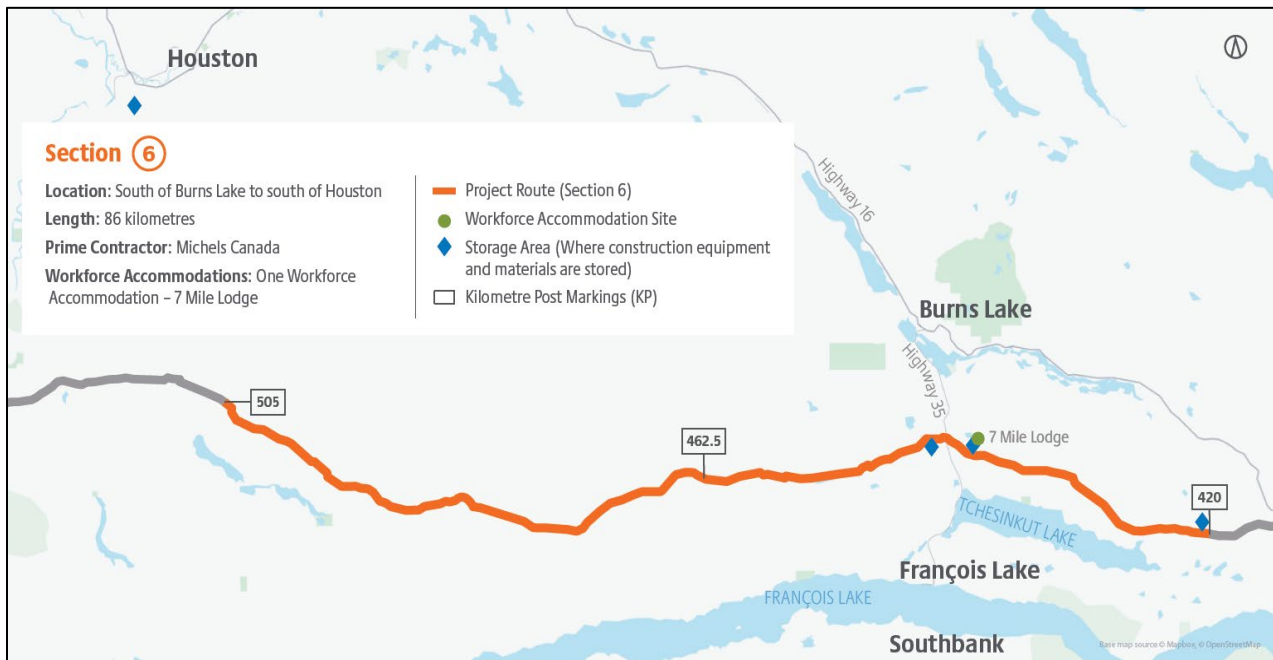 Houston
Section 6
Location: South of Burns Lake to south of Houston
Length: 86 kilometres
Prime Contractor: Michels Canada
Workforce Accommodations: One Workforce
Accommodation – 7 Mile Lodge
Project Route (Section 6)
Workforce Accommodation Site
Storage Area (Where construction equipment
and materials are stored)
Kilometre Post Markings (KP)
Highway 16
Burns Lake
Highway 35
505
462.5
7 Mile Lodge
420
TCHESINKUT LAKE
François Lake
FRANÇOIS LAKE
Southbank
Base map source © Mapbox, © OpenStreetMap